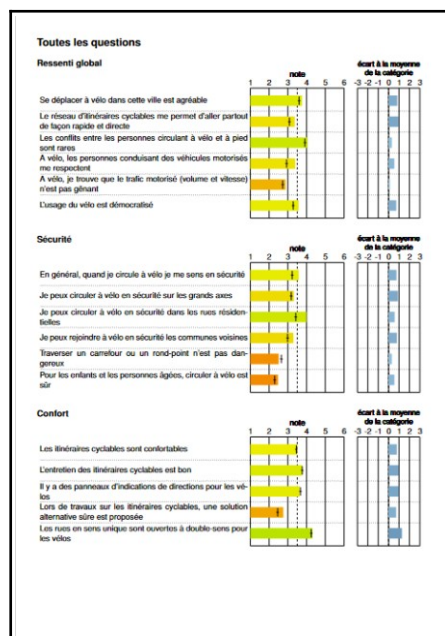 Toutes les questions
Ressenti global
note
écart à la moyenne
de la catégorie
1 2 3 4 5 6
-3 -2 -1 0 1 2 3
Se déplacer à vélo dans cette ville est agréable
Le réseau d'itinéraires cyclables me permet d'aller partout
de façon rapide et directe
Les conflits entre les personnes circulant à vélo et à pied
sont rares
A vélo, les personnes conduisant des véhicules motorisés
me respectent
A vélo, je trouve que le trafic motorisé (volume et vitesse)
n'est pas gênant
L'usage du vélo est démocratisé
Sécurité
note
écart à la moyenne
de la catégorie
1 2 3 4 5 6
-3 -2 -1 0 1 2 3
En général, quand je circule à vélo je me sens en sécurité
Je peux circuler à vélo en sécurité sur les grands axes
Je peux circuler à vélo en sécurité dans les rues résiden-
tielles
Je peux rejoindre à vélo en sécurité les communes voisines
Traverser un carrefour ou un rond-point n'est pas dan-
gereux
Pour les enfants et les personnes âgées, circuler à vélo est
sûr
Confort
note
écart à la moyenne
de la catégorie
1 2 3 4 5 6
-3 -2 -1 0 1 2 3
Les itinéraires cyclables sont confortables
L'entretien des itinéraires cyclables est bon
Il y a des panneaux d'indications de directions pour les vé-
los
Lors de travaux sur les itinéraires cyclables, une solution
alternative sûre est proposée
Les rues en sens unique sont ouvertes à double-sens pour
les vélos